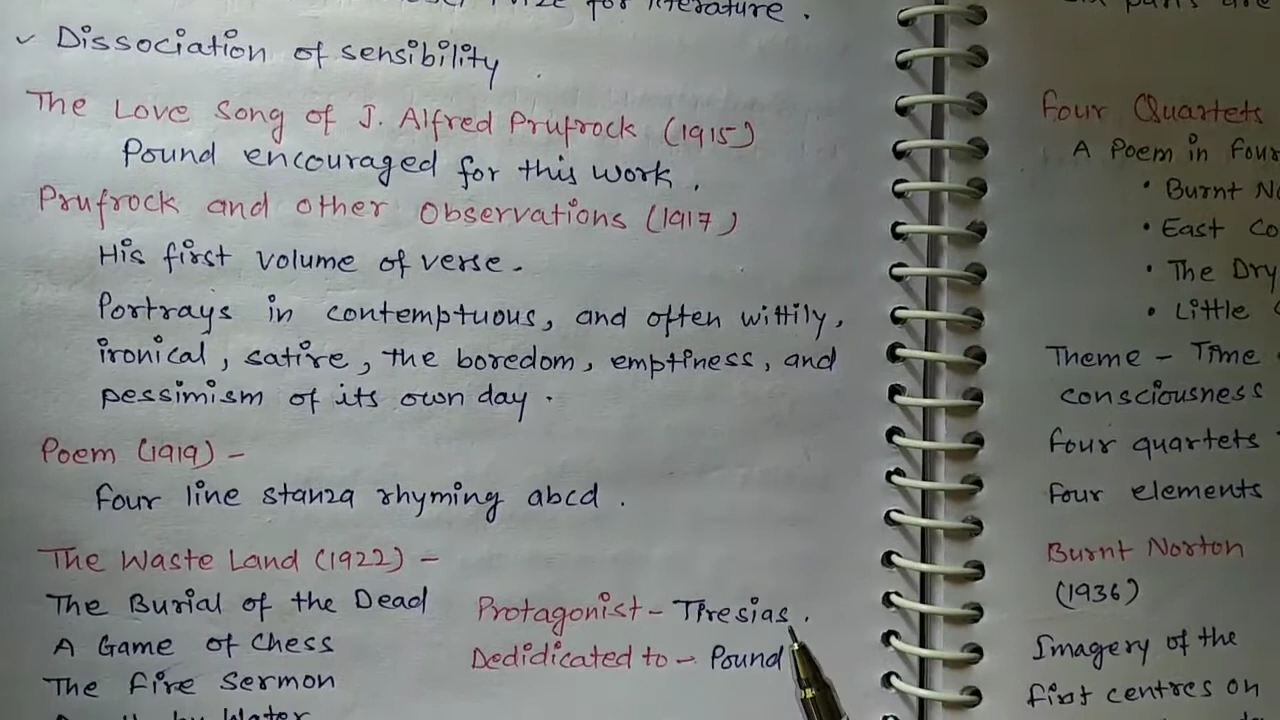 for literature .
✓ Dissociation of sensibility
The Love Song of J. Alfred Prufrock (1915)
Pound encouraged for this work .
Prufrock and other Observations (1917)
His first volume of verse .
Portrays in contemptuous, and often wittily,
ironical, satire, the boredom, emptiness, and
pessimism of its own day .
Poem (1919) -
Four line stanza rhyming abcd .
The Waste Land (1922) -
The Burial of the Dead
A Game of Chess
The Fire Sermon
Water
Protagonist - Tiresias .
Dedidicated to - Pound
parts are
Four Quartets
A Poem in Four
• Burnt
• East
• The Dry
• Little
Theme - Time
consciousness
Four quartets
Four elements
Burnt Norton
(1936)
Imagery of the
first centres on